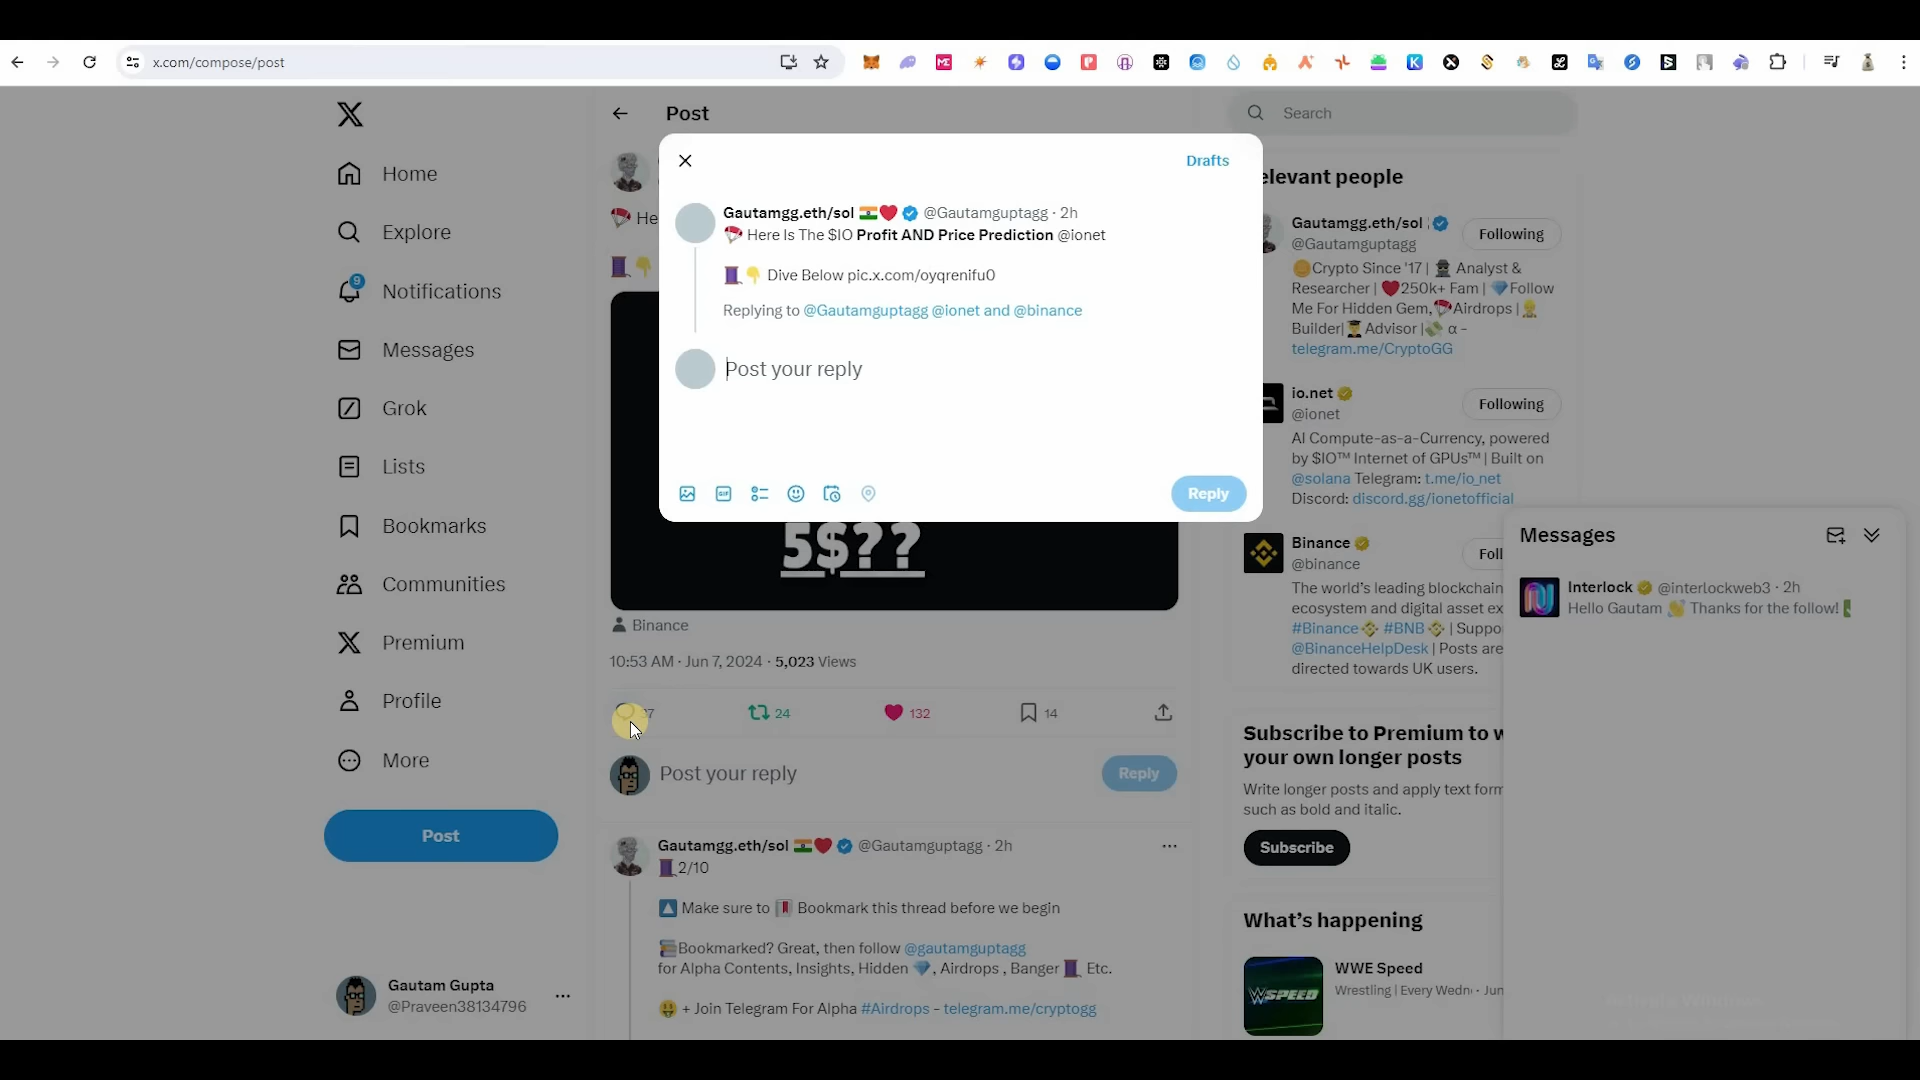 x.com/compose/post
Home
Explore
9
Notifications
Messages
Grok
Lists
Bookmarks
Communities
Premium
Profile
More
Post
Gautam Gupta
@Praveen38134796
Post
He
Drafts
Gautamgg.eth/sol @Gautamguptagg · 2h
Here Is The $IO Profit AND Price Prediction @ionet
Dive Below pic.x.com/oyqrenifu0
Replying to @Gautamguptagg @ionet and @binance
Post your reply
Reply
5$??
Binance
10:53 AM · Jun 7, 2024 · 5,023 Views
24
132
14
Post your reply
Reply
Gautamgg.eth/sol @Gautamguptagg · 2h
2/10
Make sure to Bookmark this thread before we begin
Bookmarked? Great, then follow @gautamguptagg
for Alpha Contents, Insights, Hidden , Airdrops , Banger Etc.
+ Join Telegram For Alpha #Airdrops - telegram.me/cryptogg
Search
elevant people
Gautamgg.eth/sol
@Gautamguptagg
Following
Crypto Since '17 | Analyst &
Researcher | 250k+ Fam | Follow
Me For Hidden Gem, Airdrops |
Builder| Advisor | α -
telegram.me/CryptoGG
io.net
@ionet
Following
AI Compute-as-a-Currency, powered
by $IO™ Internet of GPUs™ | Built on
@solana Telegram: t.me/io_net
Discord: discord.gg/ionetofficial
Binance
@binance
Foll
The world's leading blockchain
ecosystem and digital asset ex
#Binance #BNB | Suppo
@BinanceHelpDesk | Posts are
directed towards UK users.
Subscribe to Premium to w
your own longer posts
Write longer posts and apply text form
such as bold and italic.
Subscribe
What's happening
WWE Speed
Wrestling | Every Wedn · Jun
SPEED
Messages
Interlock @interlockweb3 · 2h
Hello Gautam Thanks for the follow!